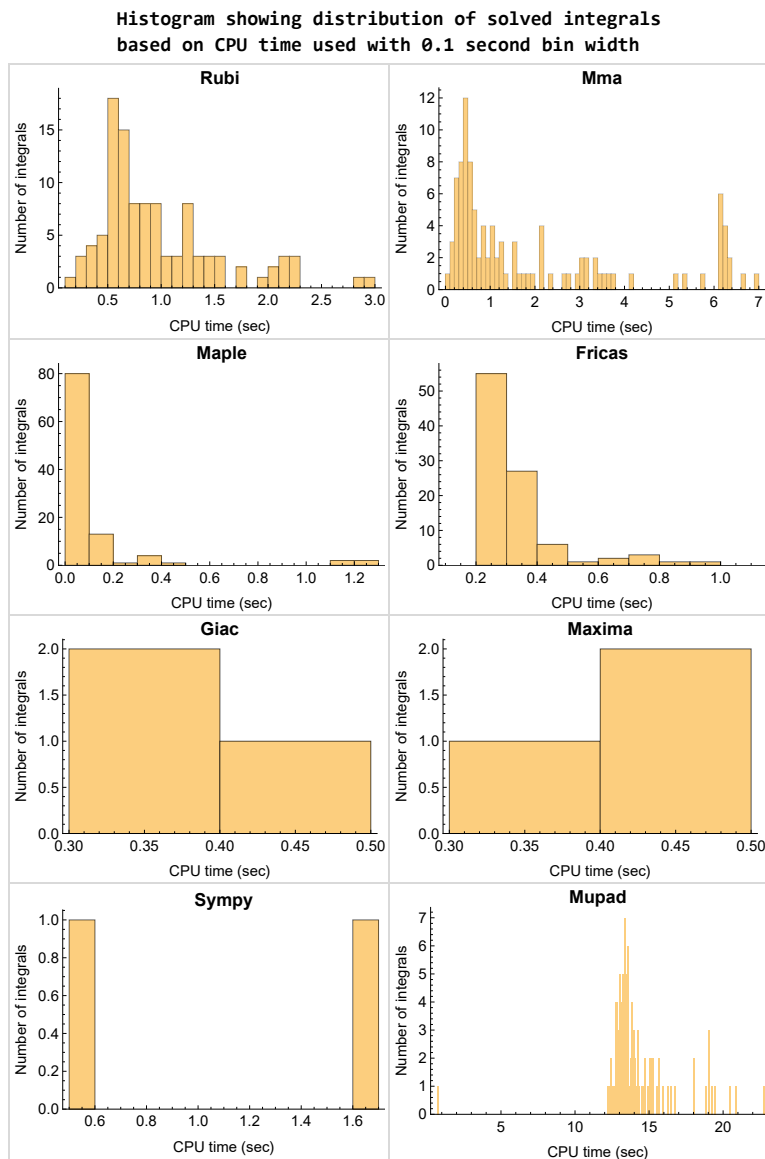 Histogram showing distribution of solved integrals
based on CPU time used with 0.1 second bin width
Rubi
Number of integrals
15
10
5
0
0.5 1.0 1.5 2.0 2.5 3.0
CPU time (sec)
Mma
Number of integrals
12
10
8
6
4
2
0
0 1 2 3 4 5 6 7
CPU time (sec)
Maple
Number of integrals
80
60
40
20
0
0.0 0.2 0.4 0.6 0.8 1.0 1.2
CPU time (sec)
Fricas
Number of integrals
50
40
30
20
10
0
0.2 0.4 0.6 0.8 1.0
CPU time (sec)
Giac
Number of integrals
2.0
1.5
1.0
0.5
0.0
0.30 0.35 0.40 0.45 0.50
CPU time (sec)
Maxima
Number of integrals
2.0
1.5
1.0
0.5
0.0
0.30 0.35 0.40 0.45 0.50
CPU time (sec)
Sympy
Number of integrals
1.0
0.8
0.6
0.4
0.2
0.0
0.6 0.8 1.0 1.2 1.4 1.6
CPU time (sec)
Mupad
Number of integrals
7
6
5
4
3
2
1
0
5 10 15 20
CPU time (sec)